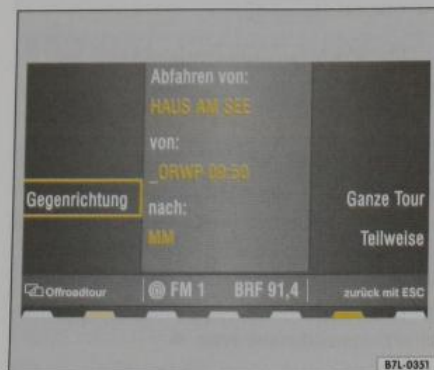 Abfahren von:
HAUS AM SEE
von:
_ORWP 09:50
Gegenrichtung
nach:
MM
Ganze Tour
Teilweise
Offroadtour
FM 1 BRF 91,4
zurück mit ESC
B7L-0351